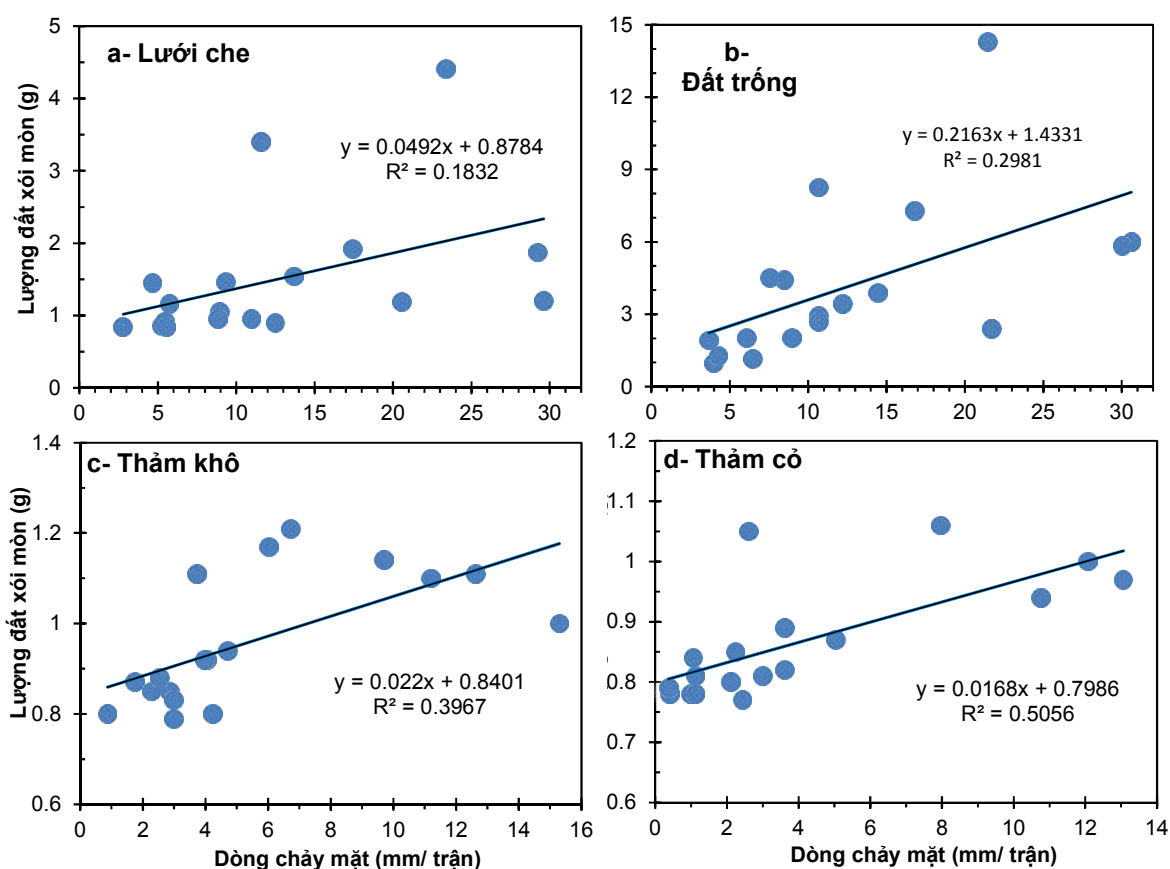 a- Lưới che
Lượng đất xói mòn (g)
5
4
3
2
1
0
y = 0.0492x + 0.8784
R² = 0.1832
0 5 10 15 20 25 30
b-
Đất trống
15
12
9
6
3
0
y = 0.2163x + 1.4331
R² = 0.2981
0 5 10 15 20 25 30
c- Thảm khô
Lượng đất xói mòn (g)
1.4
1.2
1.0
0.8
0.6
y = 0.022x + 0.8401
R² = 0.3967
0 2 4 6 8 10 12 14 16
Dòng chảy mặt (mm/ trận)
d- Thảm cỏ
1.2
1.1
1
0.9
0.8
0.7
0.6
y = 0.0168x + 0.7986
R² = 0.5056
0 2 4 6 8 10 12 14
Dòng chảy mặt (mm/ trận)